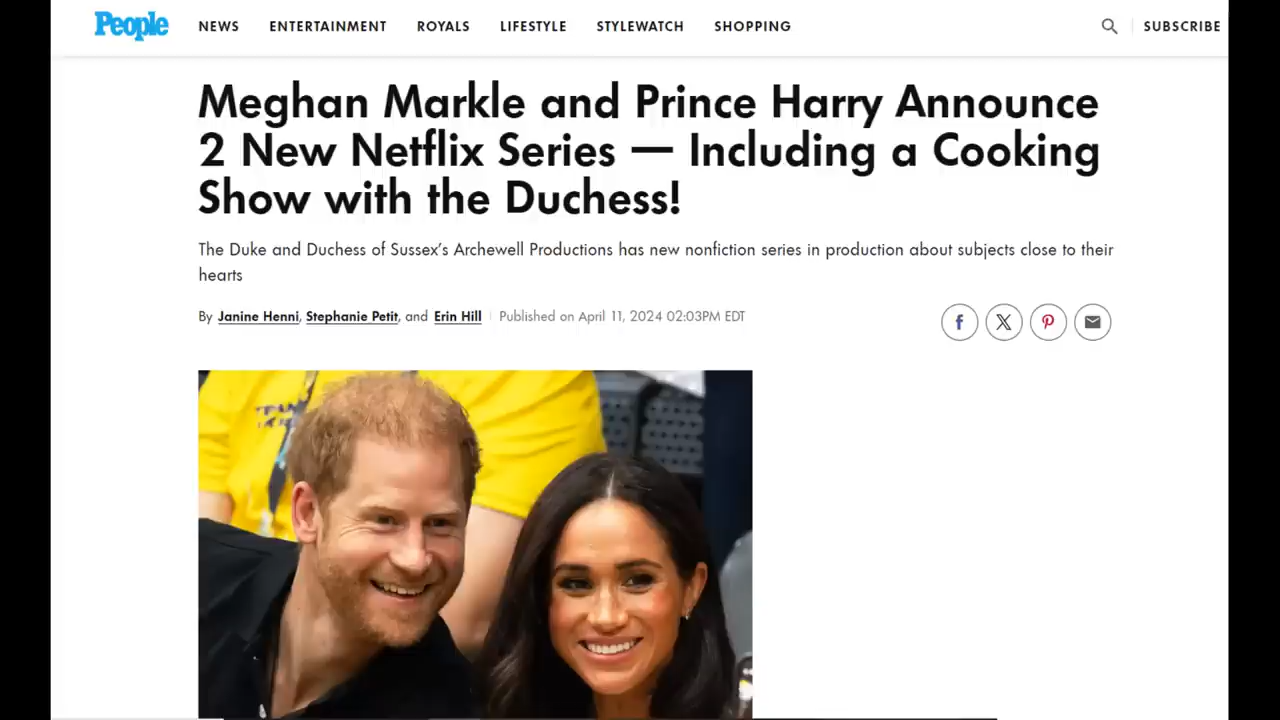 People NEWS ENTERTAINMENT ROYALS LIFESTYLE STYLEWATCH SHOPPING SUBSCRIBE
Meghan Markle and Prince Harry Announce
2 New Netflix Series — Including a Cooking
Show with the Duchess!
The Duke and Duchess of Sussex’s Archewell Productions has new nonfiction series in production about subjects close to their
hearts
By Janine Henni, Stephanie Petit, and Erin Hill Published on April 11, 2024 02:03PM EDT